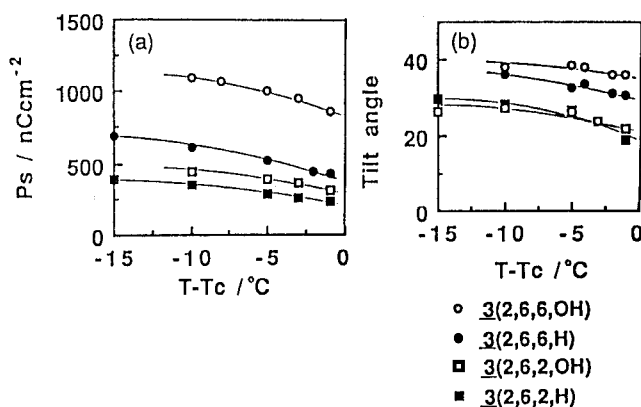 (a)
Ps / nCcm-2
1500
1000
500
250
0
-15 -10 -5 0
T-Tc /°C
(b)
Tilt angle
40
20
0
-15 -10 -5 0
T-Tc /°C
3(2,6,6,OH)
3(2,6,6,H)
3(2,6,2,OH)
3(2,6,2,H)